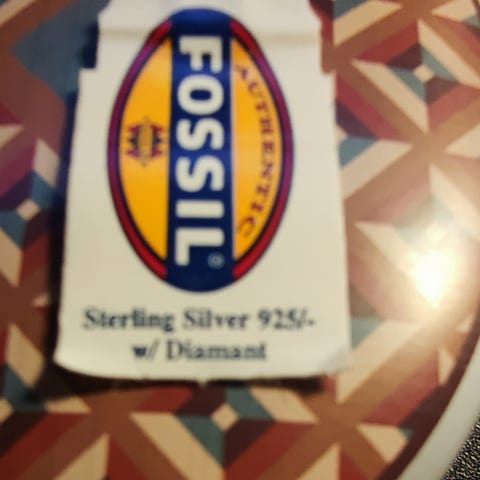 FOSSIL
AUTHENTIC
Sterling Silver 925/-
w/ Diamant